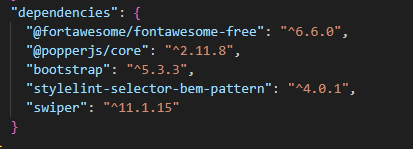 "dependencies": {
"@fortawesome/fontawesome-free": "^6.6.0",
"@popperjs/core": "^2.11.8",
"bootstrap": "^5.3.3",
"stylelint-selector-bem-pattern": "^4.0.1",
"swiper": "^11.1.15"
}